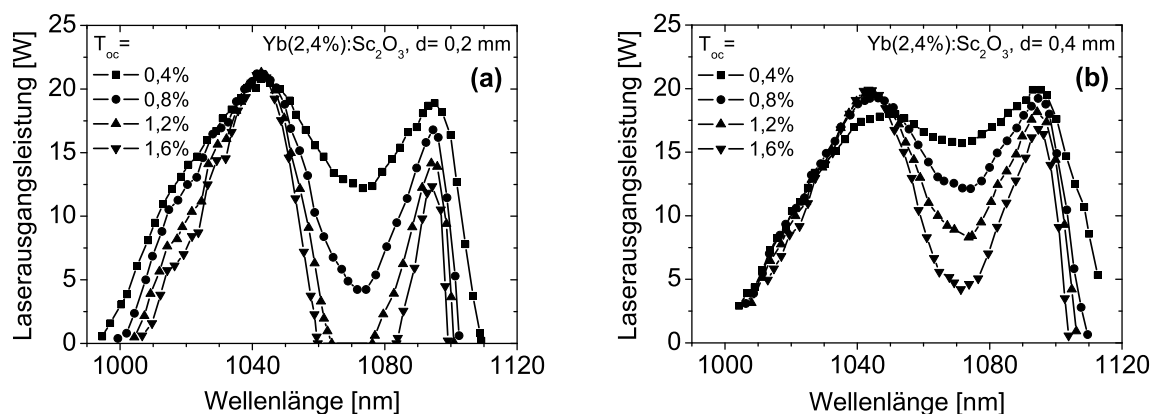 25
20
15
10
5
0
Laserausgangsleistung [W]
T_oc=
Yb(2,4%):Sc₂O₃, d= 0,2 mm
(a)
0,4%
0,8%
1,2%
1,6%
1000
1040
1080
1120
Wellenlänge [nm]
25
20
15
10
5
0
Laserausgangsleistung [W]
T_oc=
Yb(2,4%):Sc₂O₃, d= 0,4 mm
(b)
0,4%
0,8%
1,2%
1,6%
1000
1040
1080
1120
Wellenlänge [nm]